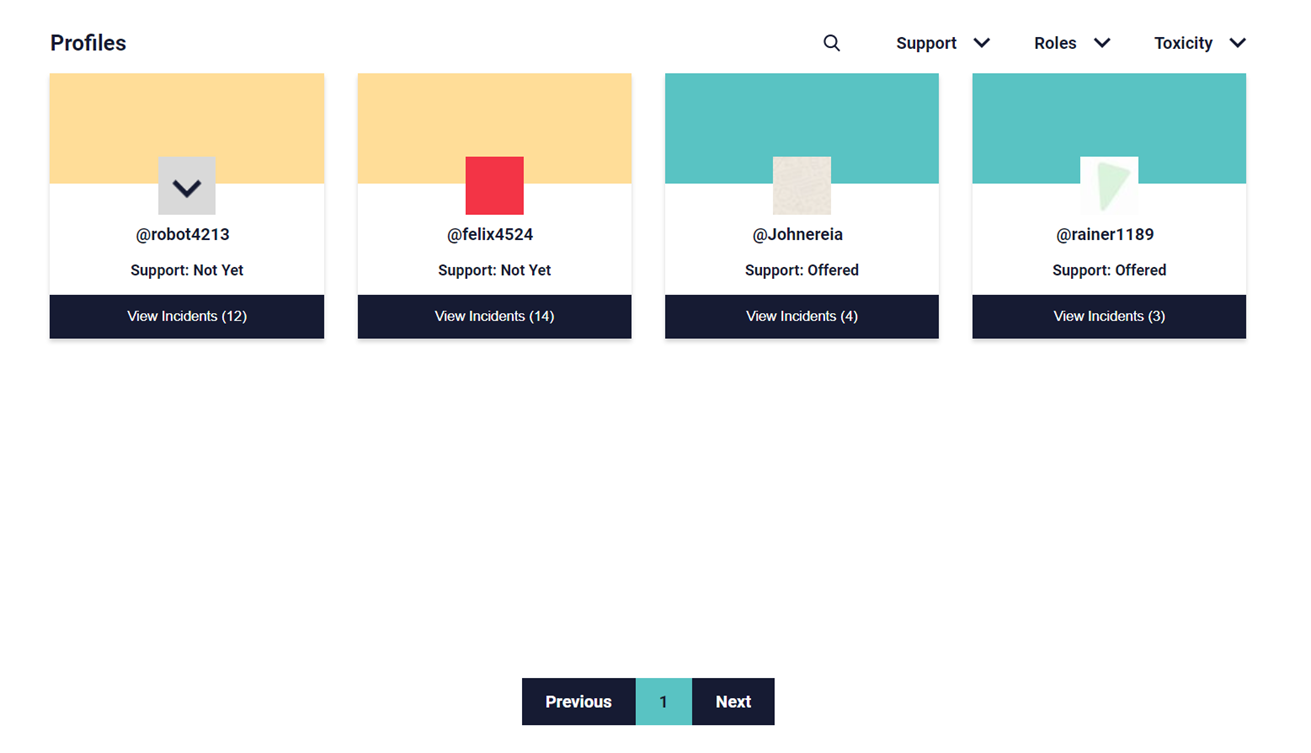 Profiles
Support
Roles
Toxicity
@robot4213
Support: Not Yet
View Incidents (12)
@felix4524
Support: Not Yet
View Incidents (14)
@Johnereia
Support: Offered
View Incidents (4)
@rainer1189
Support: Offered
View Incidents (3)
Previous
1
Next